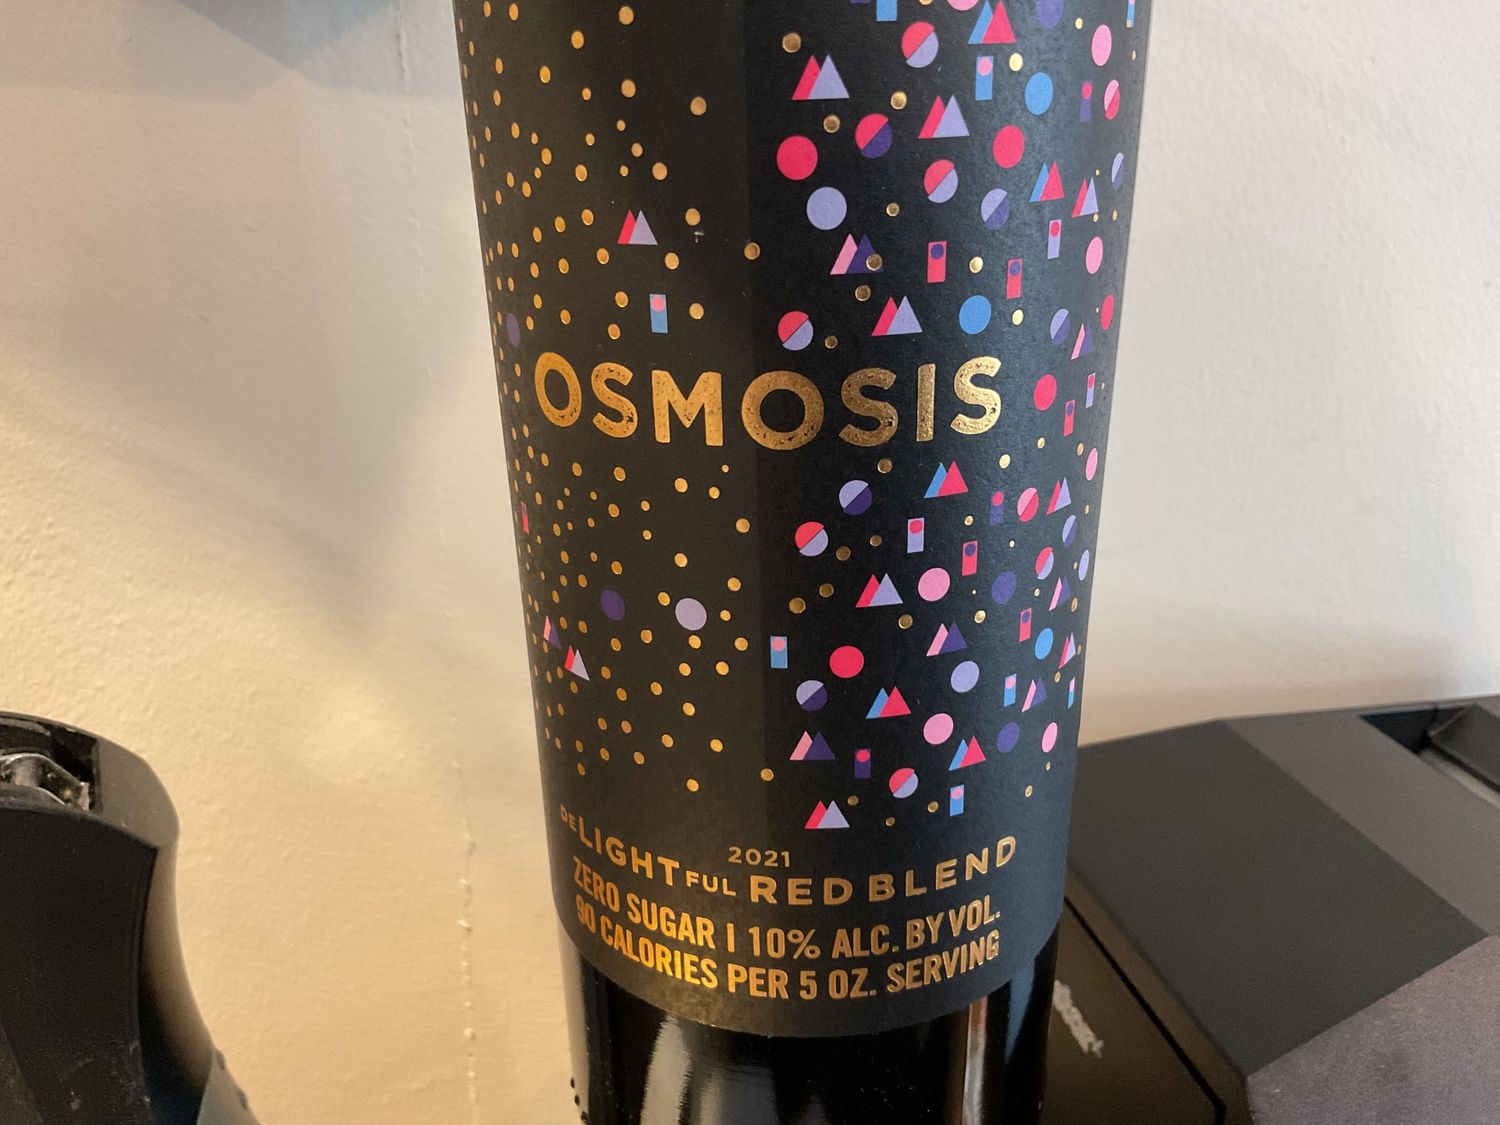 OSMOSIS
2021
DELIGHTFUL RED BLEND
ZERO SUGAR | 10% ALC. BY VOL.
90 CALORIES PER 5 OZ. SERVING